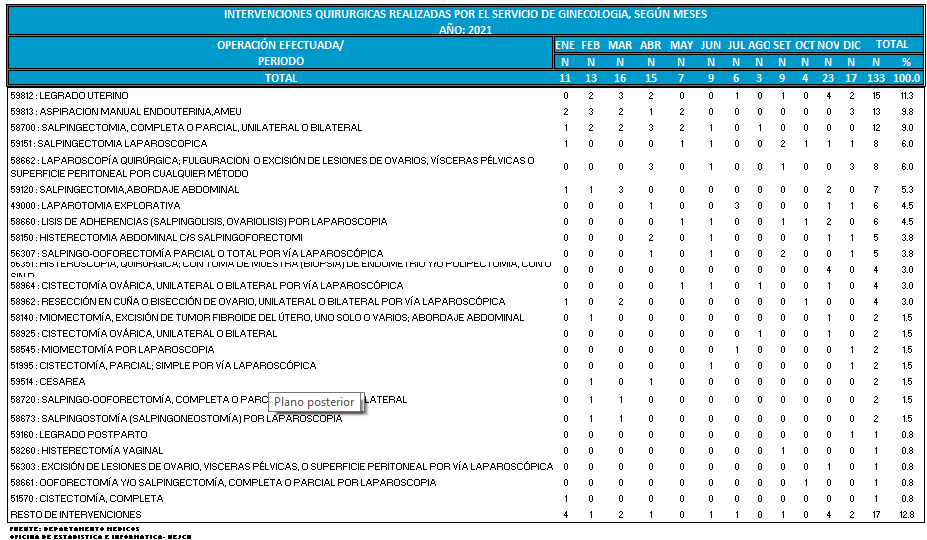 INTERVENCIONES QUIRURGICAS REALIZADAS POR EL SERVICIO DE GINECOLOGIA, SEGÚN MESES
AÑO: 2021
OPERACIÓN EFECTUADA/ ENE FEB MAR ABR MAY JUN JUL AGO SET OCT NOV DIC TOTAL
PERIODO N N N N N N N N N N N N N %
TOTAL 11 13 16 15 7 9 6 3 9 4 23 17 133 100.0
59812 : LEGRADO UTERINO 0 2 3 2 0 0 1 0 1 0 4 2 15 11.3
59813 : ASPIRACION MANUAL ENDOUTERINA,AMEU 2 3 2 1 2 0 0 0 0 0 0 3 13 9.8
58700 : SALPINGECTOMIA, COMPLETA O PARCIAL, UNILATERAL O BILATERAL 1 2 2 3 2 1 0 1 0 0 0 0 12 9.0
59151 : SALPINGECTOMIA LAPAROSCOPICA 1 0 0 0 1 1 0 0 2 1 1 1 8 6.0
58662 : LAPAROSCOPÍA QUIRÚRGICA; FULGURACION O EXCISIÓN DE LESIONES DE OVARIOS, VÍSCERAS PÉLVICAS O
SUPERFICIE PERITONEAL POR CUALQUIER MÉTODO 0 0 0 3 0 1 0 0 1 0 0 3 8 6.0
59120 : SALPINGECTOMIA,ABORDAJE ABDOMINAL 1 1 3 0 0 0 0 0 0 0 2 0 7 5.3
49000 : LAPAROTOMIA EXPLORATIVA 0 0 0 1 0 0 3 0 0 0 1 1 6 4.5
58660 : LISIS DE ADHERENCIAS (SALPINGOLISIS, OVARIOLISIS) POR LAPAROSCOPIA 0 0 0 0 1 1 0 0 1 1 2 0 6 4.5
58150 : HISTERECTOMIA ABDOMINAL C/S SALPINGOFORECTOMI 0 0 0 2 0 1 0 0 0 0 1 1 5 3.8
56307 : SALPINGO-OOFORECTOMÍA PARCIAL O TOTAL POR VÍA LAPAROSCÓPICA 0 0 0 1 0 1 0 0 2 0 0 1 5 3.8
56351 : HISTEROSCOPIA, QUIRURGICA; CON TOMA DE MUESTRA (BIOPSIA) DE ENDOMETRIO Y/O POLIPECTOMIA, CON O 0 0 0 0 0 0 0 0 0 0 4 0 4 3.0
58964 : CISTECTOMÍA OVÁRICA, UNILATERAL O BILATERAL POR VÍA LAPAROSCÓPICA 0 0 0 0 1 1 0 1 0 0 1 0 4 3.0
58962 : RESECCIÓN EN CUÑA O BISECCIÓN DE OVARIO, UNILATERAL O BILATERAL POR VÍA LAPAROSCÓPICA 1 0 2 0 0 0 0 0 0 1 0 0 4 3.0
58140 : MIOMECTOMÍA, EXCISIÓN DE TUMOR FIBROIDE DEL ÚTERO, UNO SOLO O VARIOS; ABORDAJE ABDOMINAL 0 1 0 0 0 0 0 0 0 0 1 0 2 1.5
58925 : CISTECTOMÍA OVÁRICA, UNILATERAL O BILATERAL 0 0 0 0 0 0 0 1 0 0 1 0 2 1.5
58545 : MIOMECTOMÍA POR LAPAROSCOPIA 0 0 0 0 0 0 1 0 0 0 0 1 2 1.5
51995 : CISTECTOMÍA, PARCIAL; SIMPLE POR VÍA LAPAROSCÓPICA 0 0 0 0 0 1 0 0 0 0 0 1 2 1.5
59514 : CESAREA 0 1 0 1 0 0 0 0 0 0 0 0 2 1.5
58720 : SALPINGO-OOFORECTOMÍA, COMPLETA O PARC LATERAL 0 1 1 0 0 0 0 0 0 0 0 0 2 1.5
Plano posterior
58673 : SALPINGOSTOMÍA (SALPINGONEOSTOMÍA) POR LAPAROSCOPIA 0 1 1 0 0 0 0 0 0 0 0 0 2 1.5
59160 : LEGRADO POSTPARTO 0 0 0 0 0 0 0 0 0 0 1 1 0.8
58260 : HISTERECTOMÍA VAGINAL 0 0 0 0 0 0 0 0 1 0 0 0 1 0.8
56303 : EXCISIÓN DE LESIONES DE OVARIO, VISCERAS PÉLVICAS, O SUPERFICIE PERITONEAL POR VÍA LAPAROSCÓPICA 0 0 0 0 0 0 0 0 0 0 1 0 1 0.8
58661 : OOFORECTOMÍA Y/O SALPINGECTOMÍA, COMPLETA O PARCIAL POR LAPAROSCOPIA 0 0 0 0 0 0 0 0 0 1 0 0 1 0.8
51570 : CISTECTOMÍA, COMPLETA 1 0 0 0 0 0 0 0 0 0 0 0 1 0.8
RESTO DE INTERVENCIONES 4 1 2 1 0 1 1 0 1 0 4 2 17 12.8
FUENTE: DEPARTAMENTO MEDICOS
OFICINA DE ESTADISTICA E INFORMATICA- HEJCU